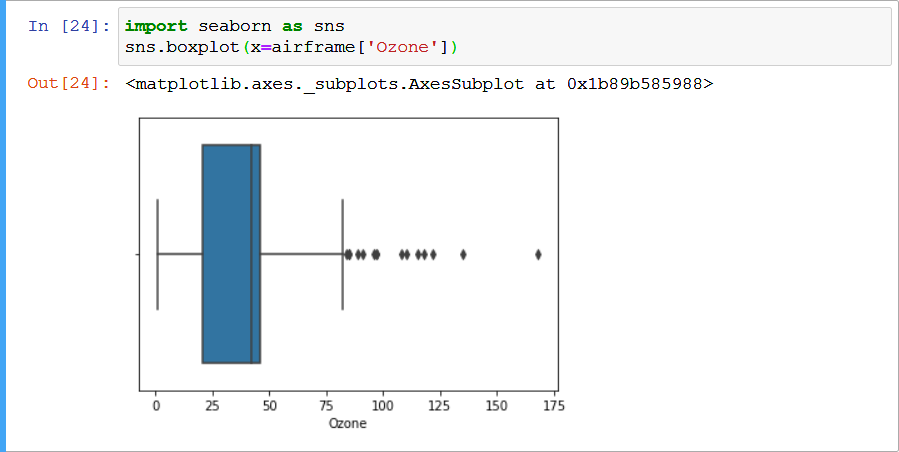 In [24]: import seaborn as sns
sns.boxplot(x=airframe['Ozone'])
Out[24]: <matplotlib.axes._subplots.AxesSubplot at 0x1b89b585988>
0 25 50 75 100 125 150 175
Ozone